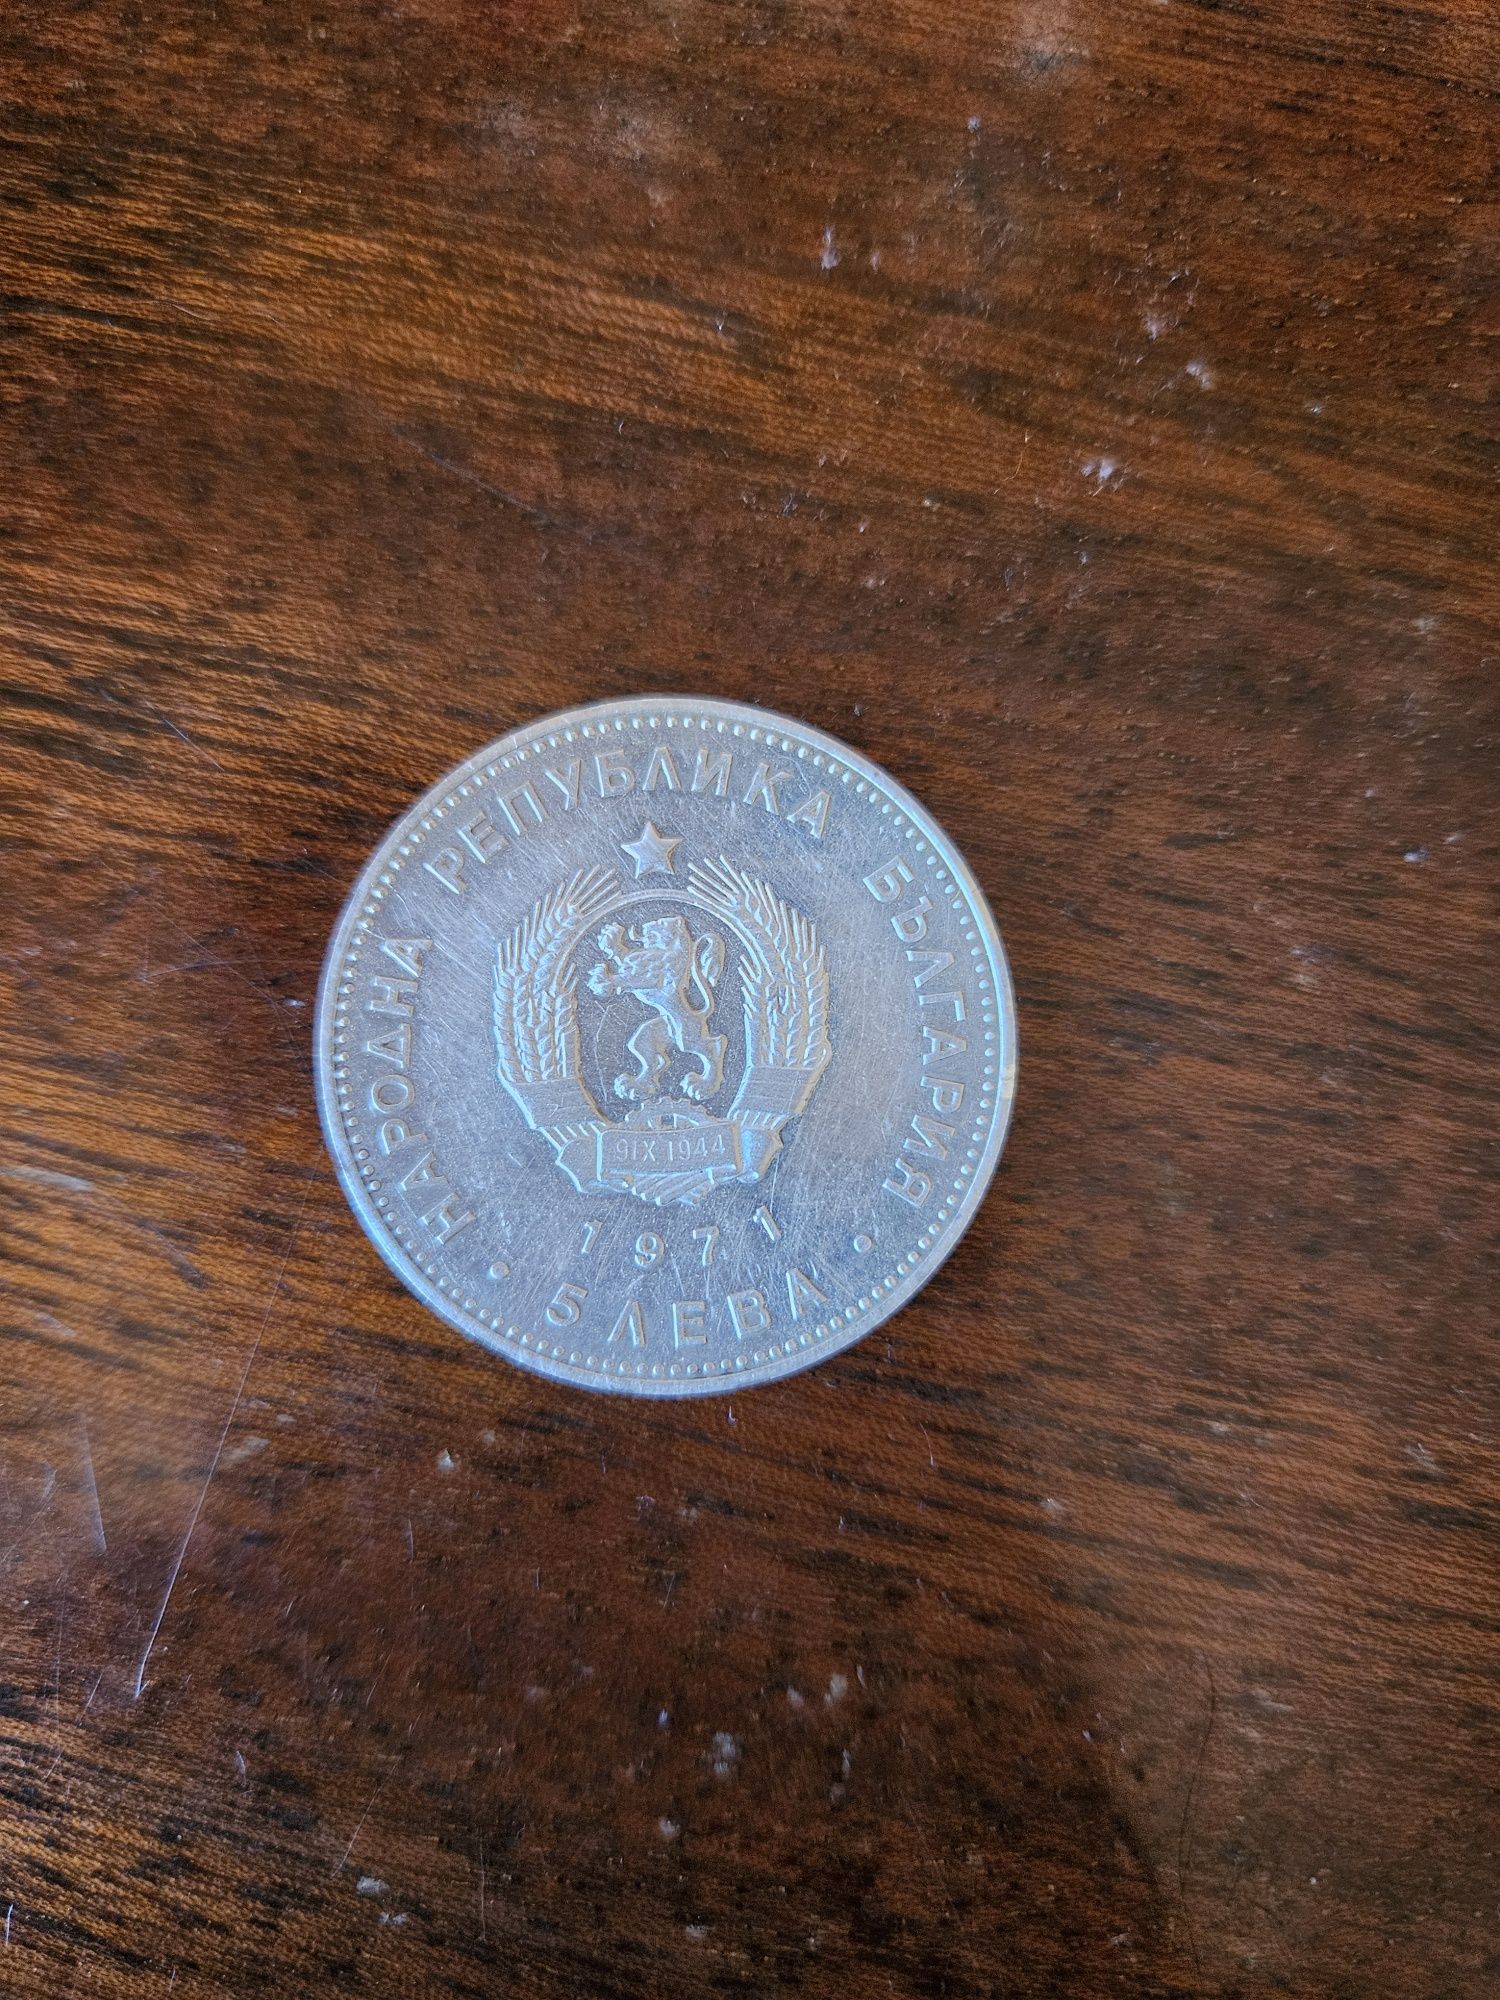 НАРОДНА РЕПУБЛИКА БЪЛГАРИЯ
9 IX 1944
1971
• 5 ЛЕВА •